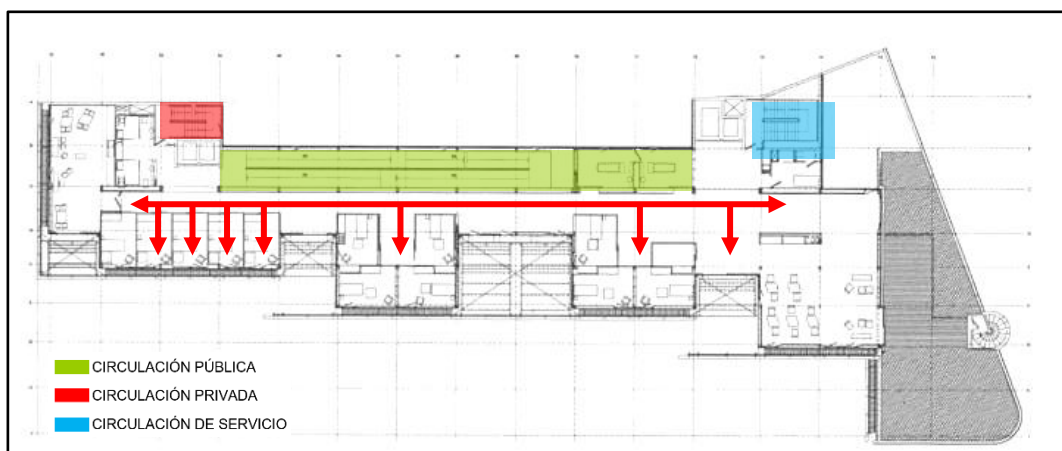 CIRCULACIÓN PÚBLICA
CIRCULACIÓN PRIVADA
CIRCULACIÓN DE SERVICIO